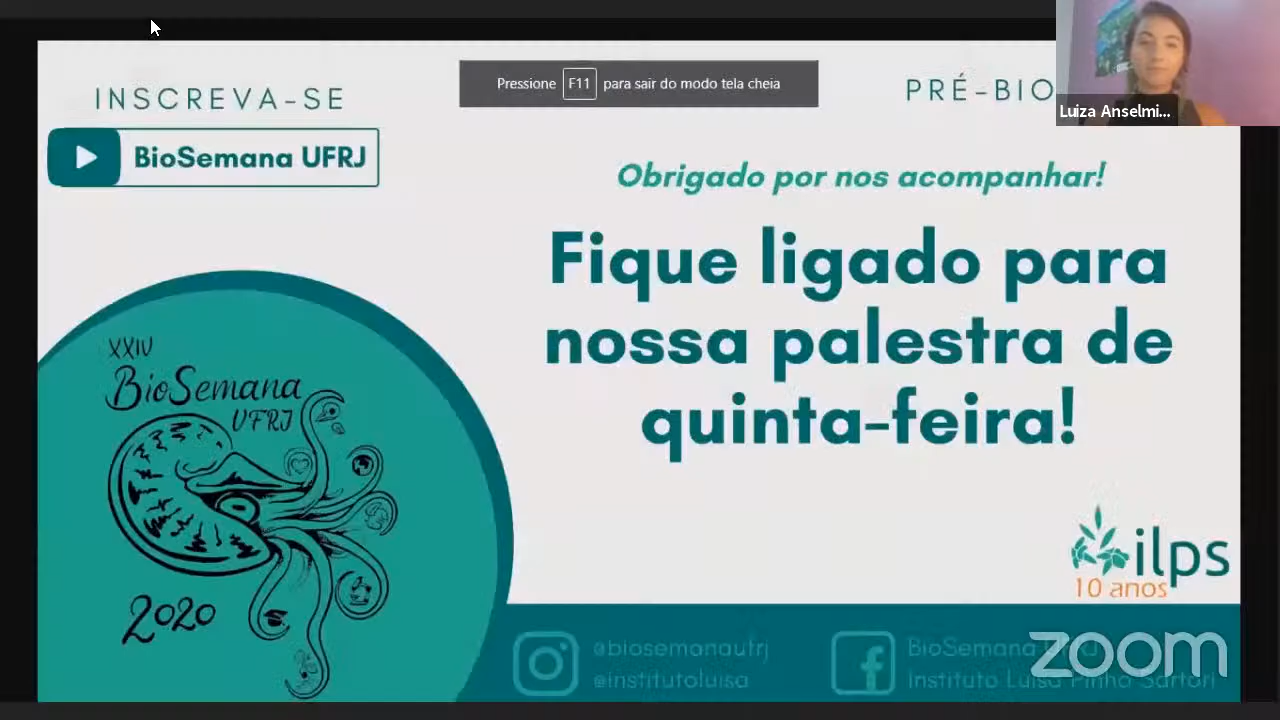 INSCREVA-SE
BioSemana UFRJ
Pressione F11 para sair do modo tela cheia
PRÉ-BIO
Luiza Anselmi...
Obrigado por nos acompanhar!
Fique ligado para
nossa palestra de
quinta-feira!
XXIV
BioSemana
UFRJ
2020
ilps
10 anos
@biosemanaufrj
@institutoluisa
BioSemana UFRJ
Instituto Luisa Pinha Sartori
zoom